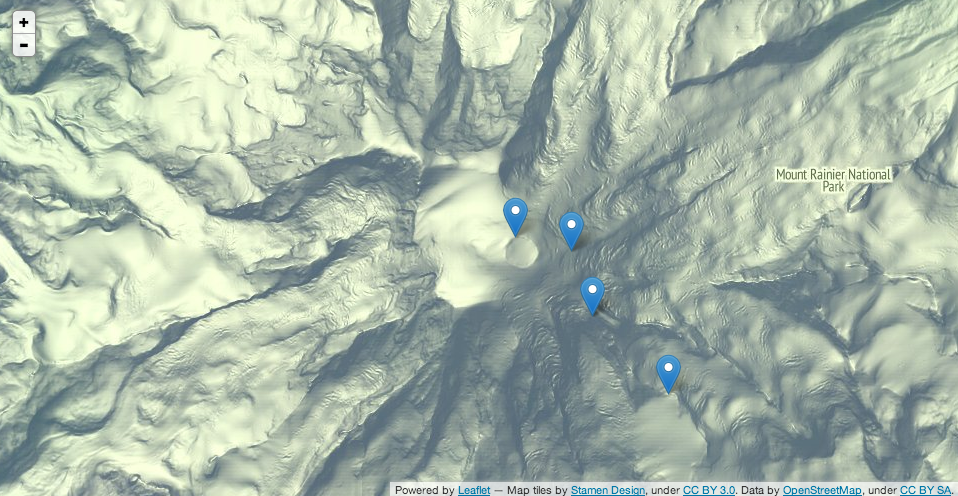 +
-
Mount Rainier National
Park
Powered by Leaflet — Map tiles by Stamen Design, under CC BY 3.0. Data by OpenStreetMap, under CC BY SA.